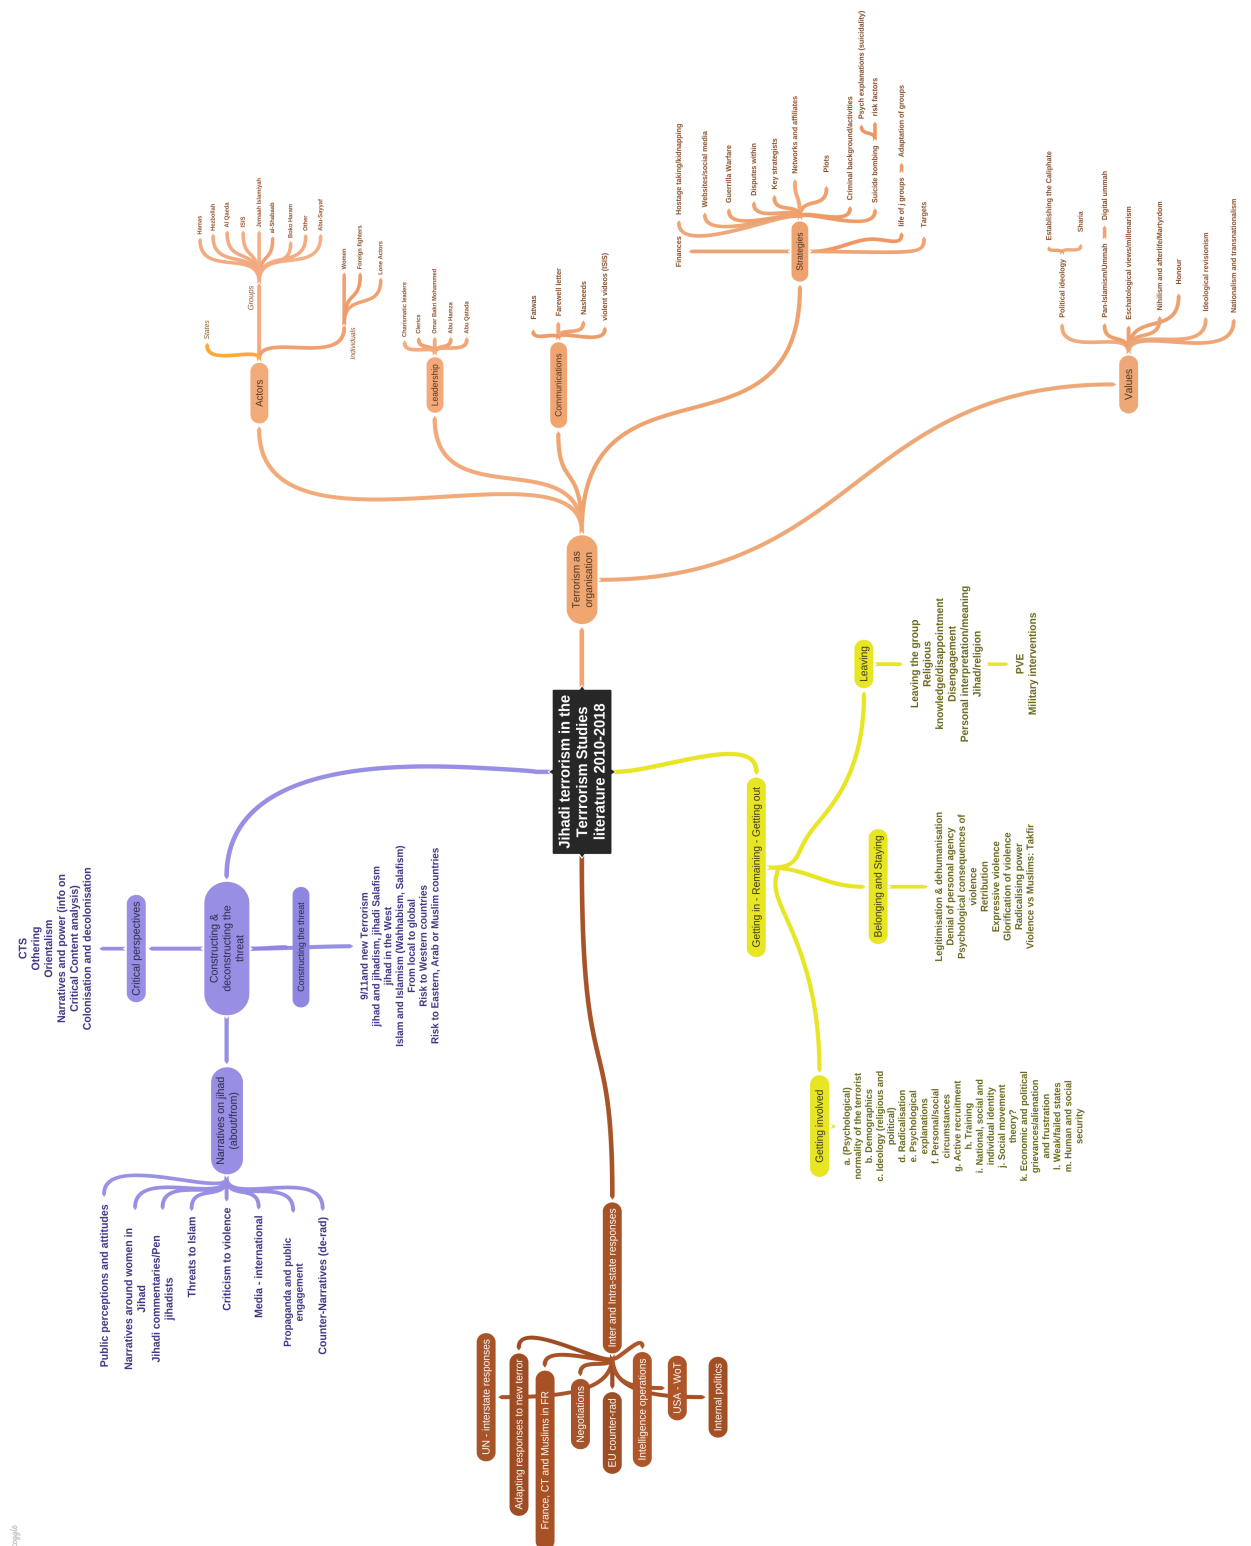 Jihadi terrorism in the
Terrrorism Studies
literature 2010-2018
Terrorism as
organisation
Actors
States
Groups
Hamas
Hezbollah
Al Qaeda
ISIS
Jemaah Islamiyah
al-Shabaab
Boko Haram
Other
Abu-Sayyaf
Individuals
Women
Foreign fighters
Lone Actors
Leadership
Charismatic leaders
Clerics
Omar Bakri Mohammed
Abu Hamza
Abu Qatada
Communications
Fatwas
Farewell letter
Nasheeds
violent videos (ISIS)
Strategies
Finances
Hostage taking/kidnapping
Websites/social media
Guerrilla Warfare
Disputes within
Key strategists
Networks and affiliates
Plots
Criminal background/activities
Suicide bombing
Psych explanations (suicidality)
risk factors
life of j groups
Adaptation of groups
Targets
Values
Political ideology
Establishing the Caliphate
Sharia
Pan-Islamism/Ummah
Digital ummah
Eschatological views/millenarism
Nihilism and afterlife/Martyrdom
Honour
Ideological revisionism
Nationalism and transnationalism
Getting in - Remaining - Getting out
Leaving
Leaving the group
Religious
knowledge/disappointment
Disengagement
Personal interpretation/meaning
Jihad/religion
PVE
Military interventions
Belonging and Staying
Legitimisation & dehumanisation
Denial of personal agency
Psychological consequences of
violence
Retribution
Expressive violence
Glorification of violence
Radicalising power
Violence vs Muslims: Takfir
Getting involved
a. (Psychological)
normality of the terrorist
b. Demographics
c. Ideology (religious and
political)
d. Radicalisation
e. Psychological
explanations
f. Personal/social
circumstances
g. Active recruitment
h. Training
i. National, social and
individual identity
j. Social movement
theory?
k. Economic and political
grievances/alienation
and frustration
l. Weak/failed states
m. Human and social
security
Constructing &
deconstructing the
threat
Critical perspectives
CTS
Othering
Orientalism
Narratives and power (info on
Critical Content analysis)
Colonisation and decolonisation
Constructing the threat
9/11and new Terrorism
jihad and jihadism, jihadi Salafism
jihad in the West
Islam and Islamism (Wahhabism, Salafism)
From local to global
Risk to Western countries
Risk to Eastern, Arab or Muslim countries
Narratives on jihad
(about/from)
Public perceptions and attitudes
Narratives around women in
Jihad
Jihadi commentaries/Pen
jihadists
Threats to Islam
Criticism to violence
Media - international
Propaganda and public
engagement
Counter-Narratives (de-rad)
Inter and Intra-state responses
UN - interstate responses
Adapting responses to new terror
France, CT and Muslims in FR
Negotiations
EU counter-rad
Intelligence operations
USA - WoT
Internal politics